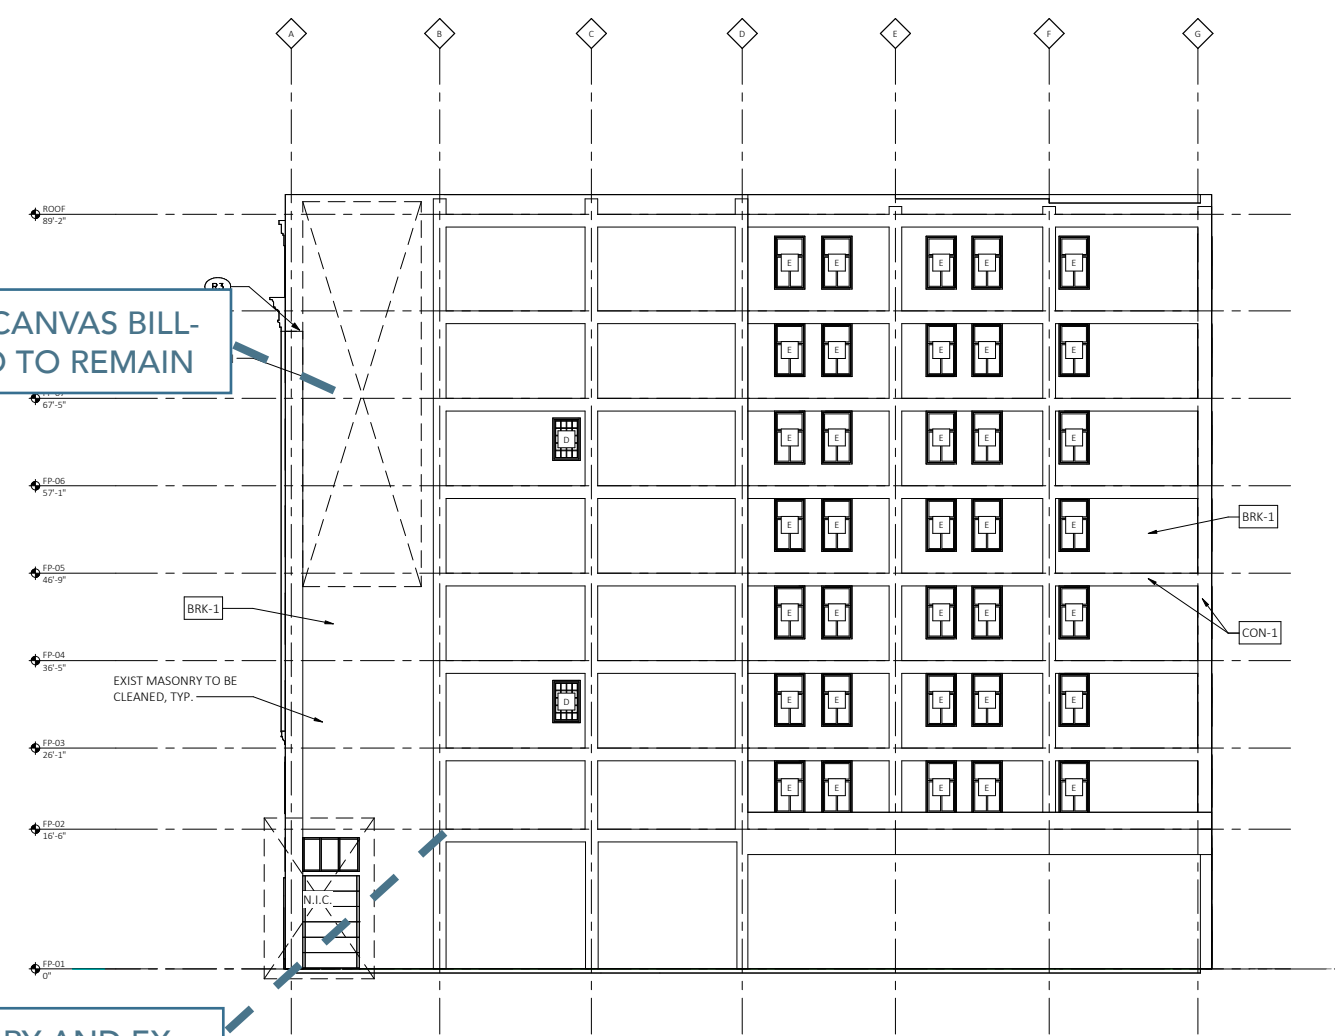 A
B
C
D
E
F
G
ROOF
89'-2"
CANVAS BILL-
TO REMAIN
67'-5"
FP-06
57'-1"
FP-05
46'-9"
FP-04
36'-5"
FP-03
26'-1"
FP-02
16'-6"
FP-01
0"
E E E E E
E E E E E
D E E E E E
E E E E E
BRK-1
BRK-1
E E E E E
CON-1
EXIST MASONRY TO BE
CLEANED, TYP.
D E E E E E
E E E E E
N.I.C.
AND EX-